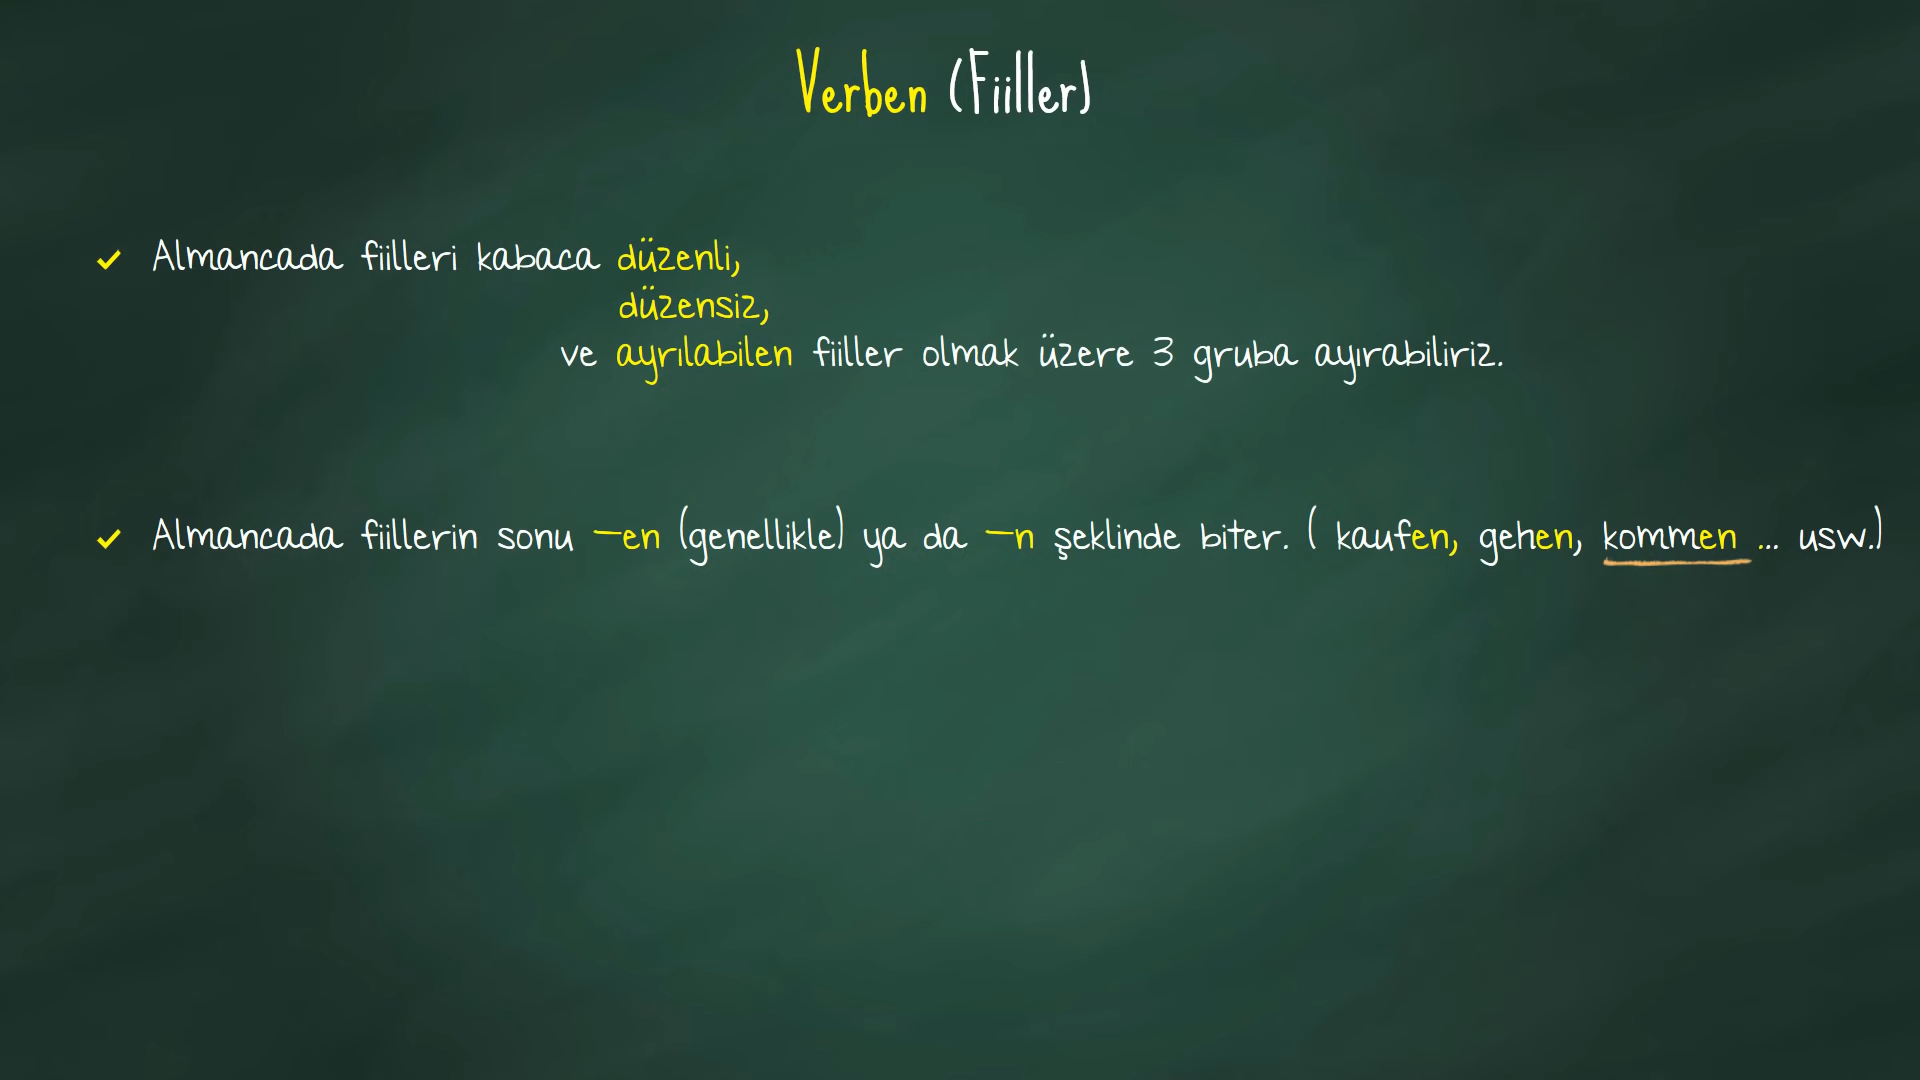 Verben (Fiiller)
✓ Almancada fiilleri kabaca düzenli,
düzensiz,
ve ayrılabilen fiiller olmak üzere 3 gruba ayırabiliriz.
✓ Almancada fiillerin sonu –en (genellikle) ya da –n şeklinde biter. ( kaufen, gehen, kommen ... usw.)